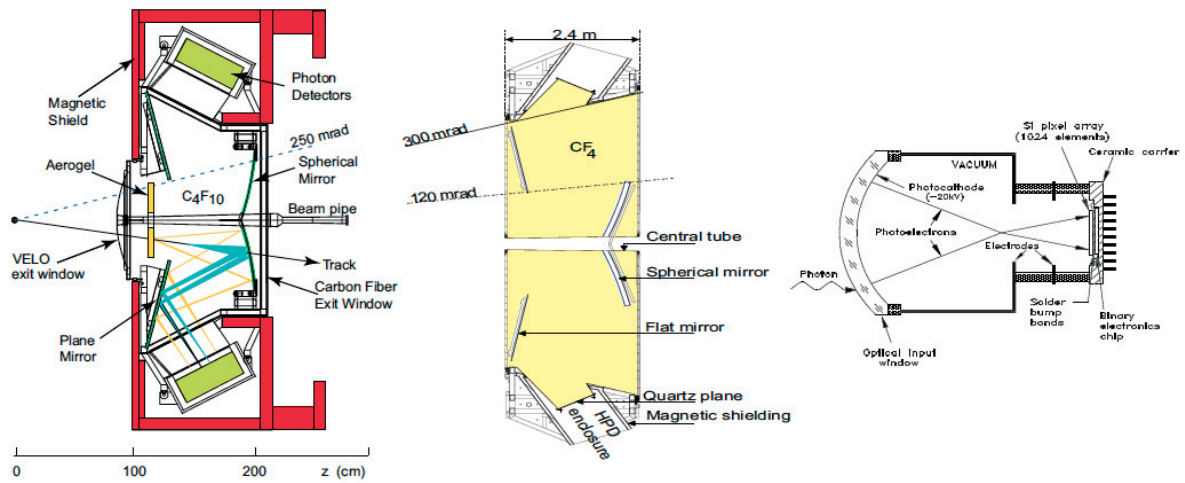 Magnetic
Shield
Photon
Detectors
250 mrad
Aerogel
Spherical
Mirror
C4F10
Beam pipe
VELO
exit window
Track
Carbon Fiber
Exit Window
Plane
Mirror
0
100
200
z (cm)
2.4 m
300 mrad
CF4
120 mrad
Central tube
Spherical mirror
Flat mirror
Quartz plane
Magnetic shielding
HPD
enclosure
Si pixel array
(1024 elements)
Ceramic carrier
VACUUM
Photocathode
(-20kV)
Photoelectrons
Electrodes
Photon
Solder
bump
bonds
Binary
electronics
chip
Optical input
window